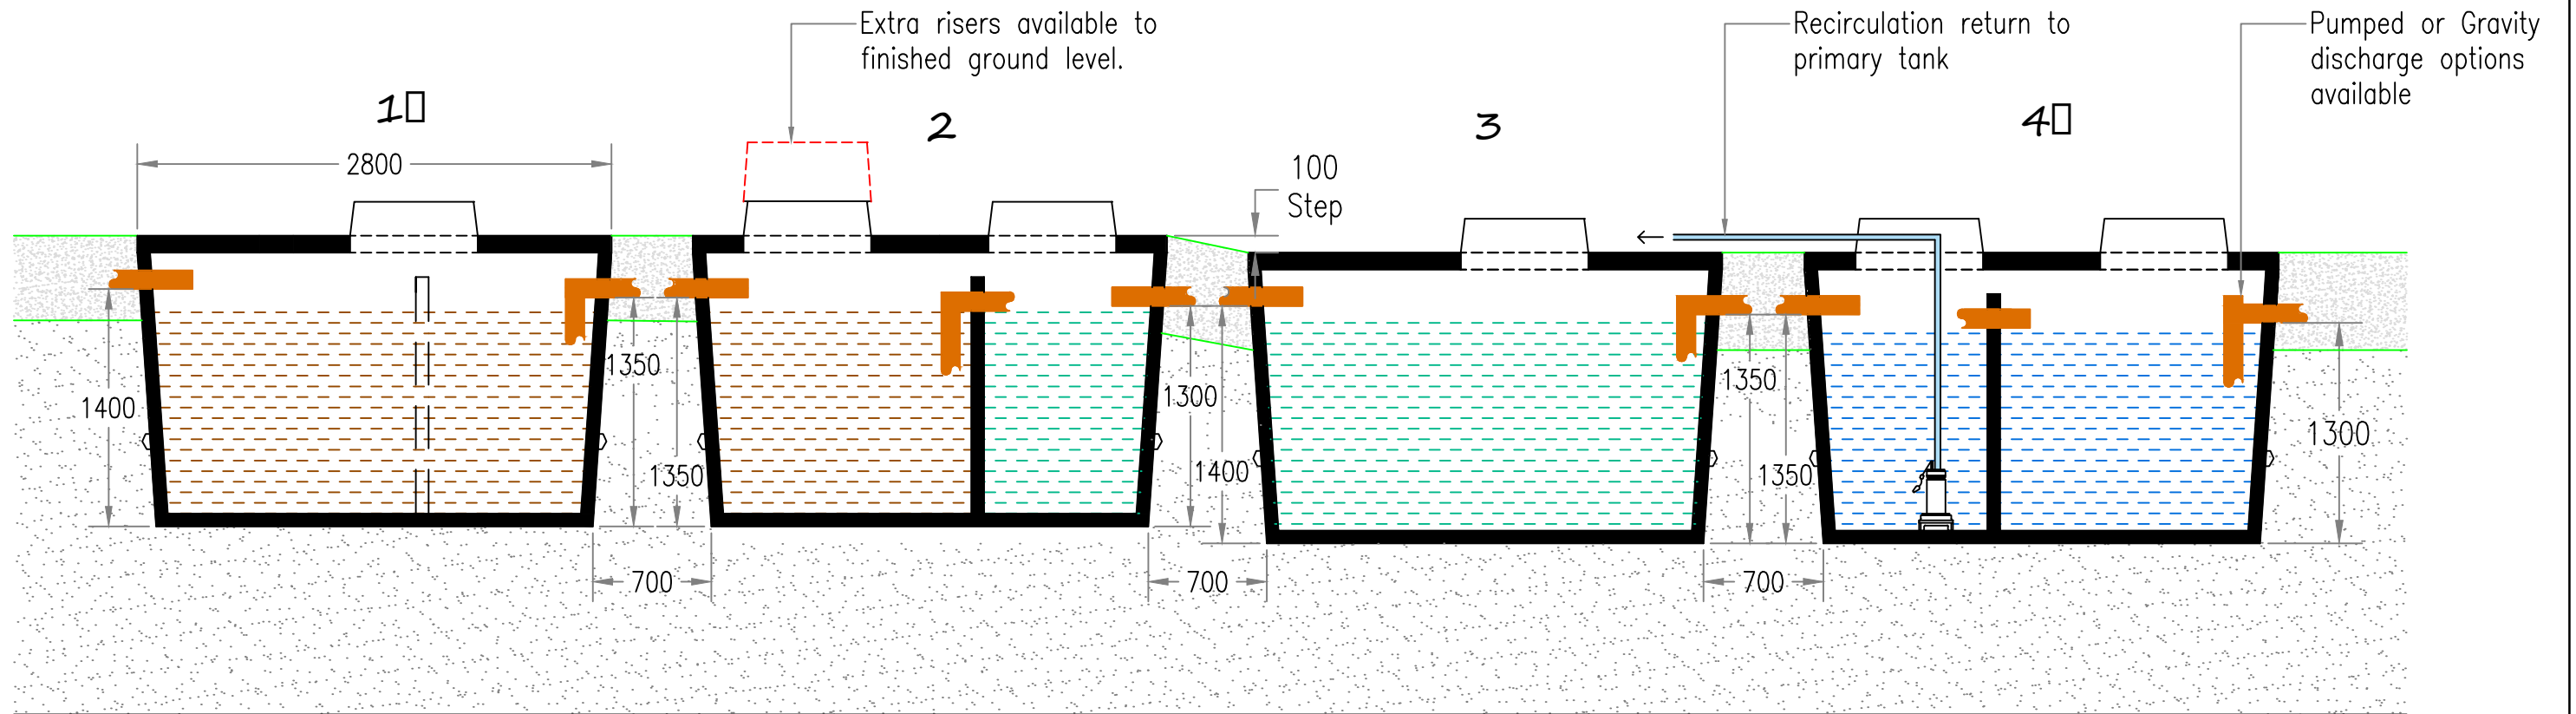 Extra risers available to
finished ground level.
Recirculation return to
primary tank
Pumped or Gravity
discharge options
available
1▯
2
3
4▯
2800
100
Step
1400
1350
1350
1300
1400
1350
1350
1300
700
700
700